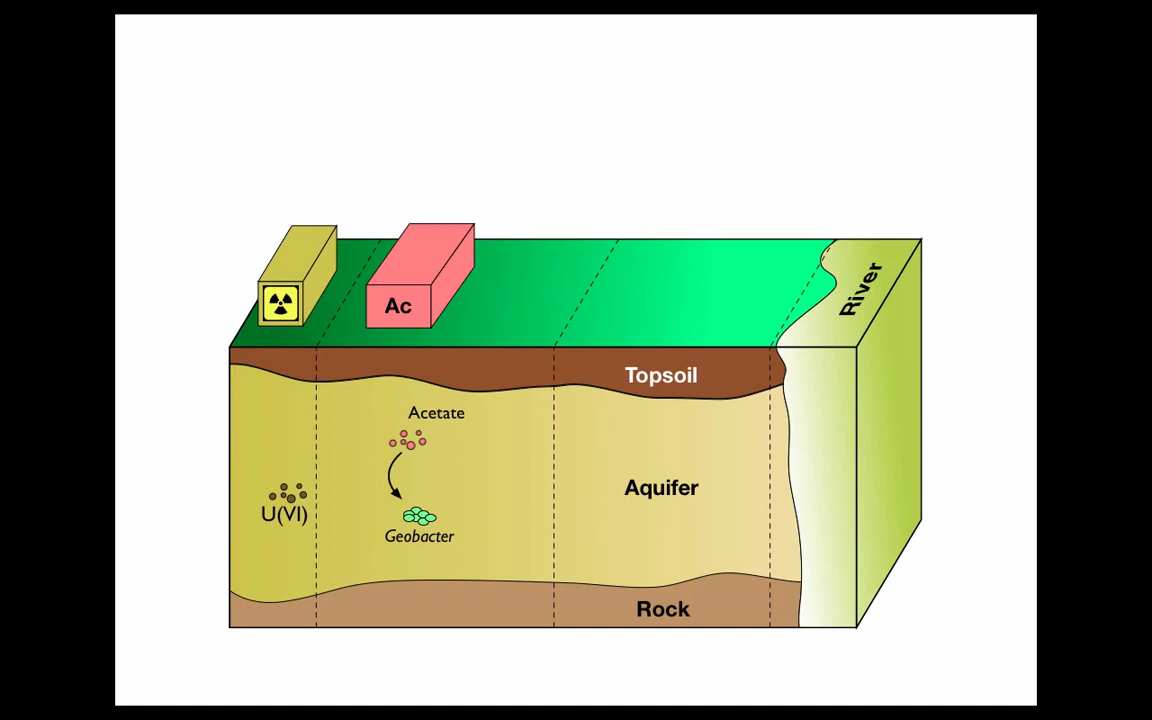 Ac
River
Topsoil
Acetate
Aquifer
U(VI)
Geobacter
Rock